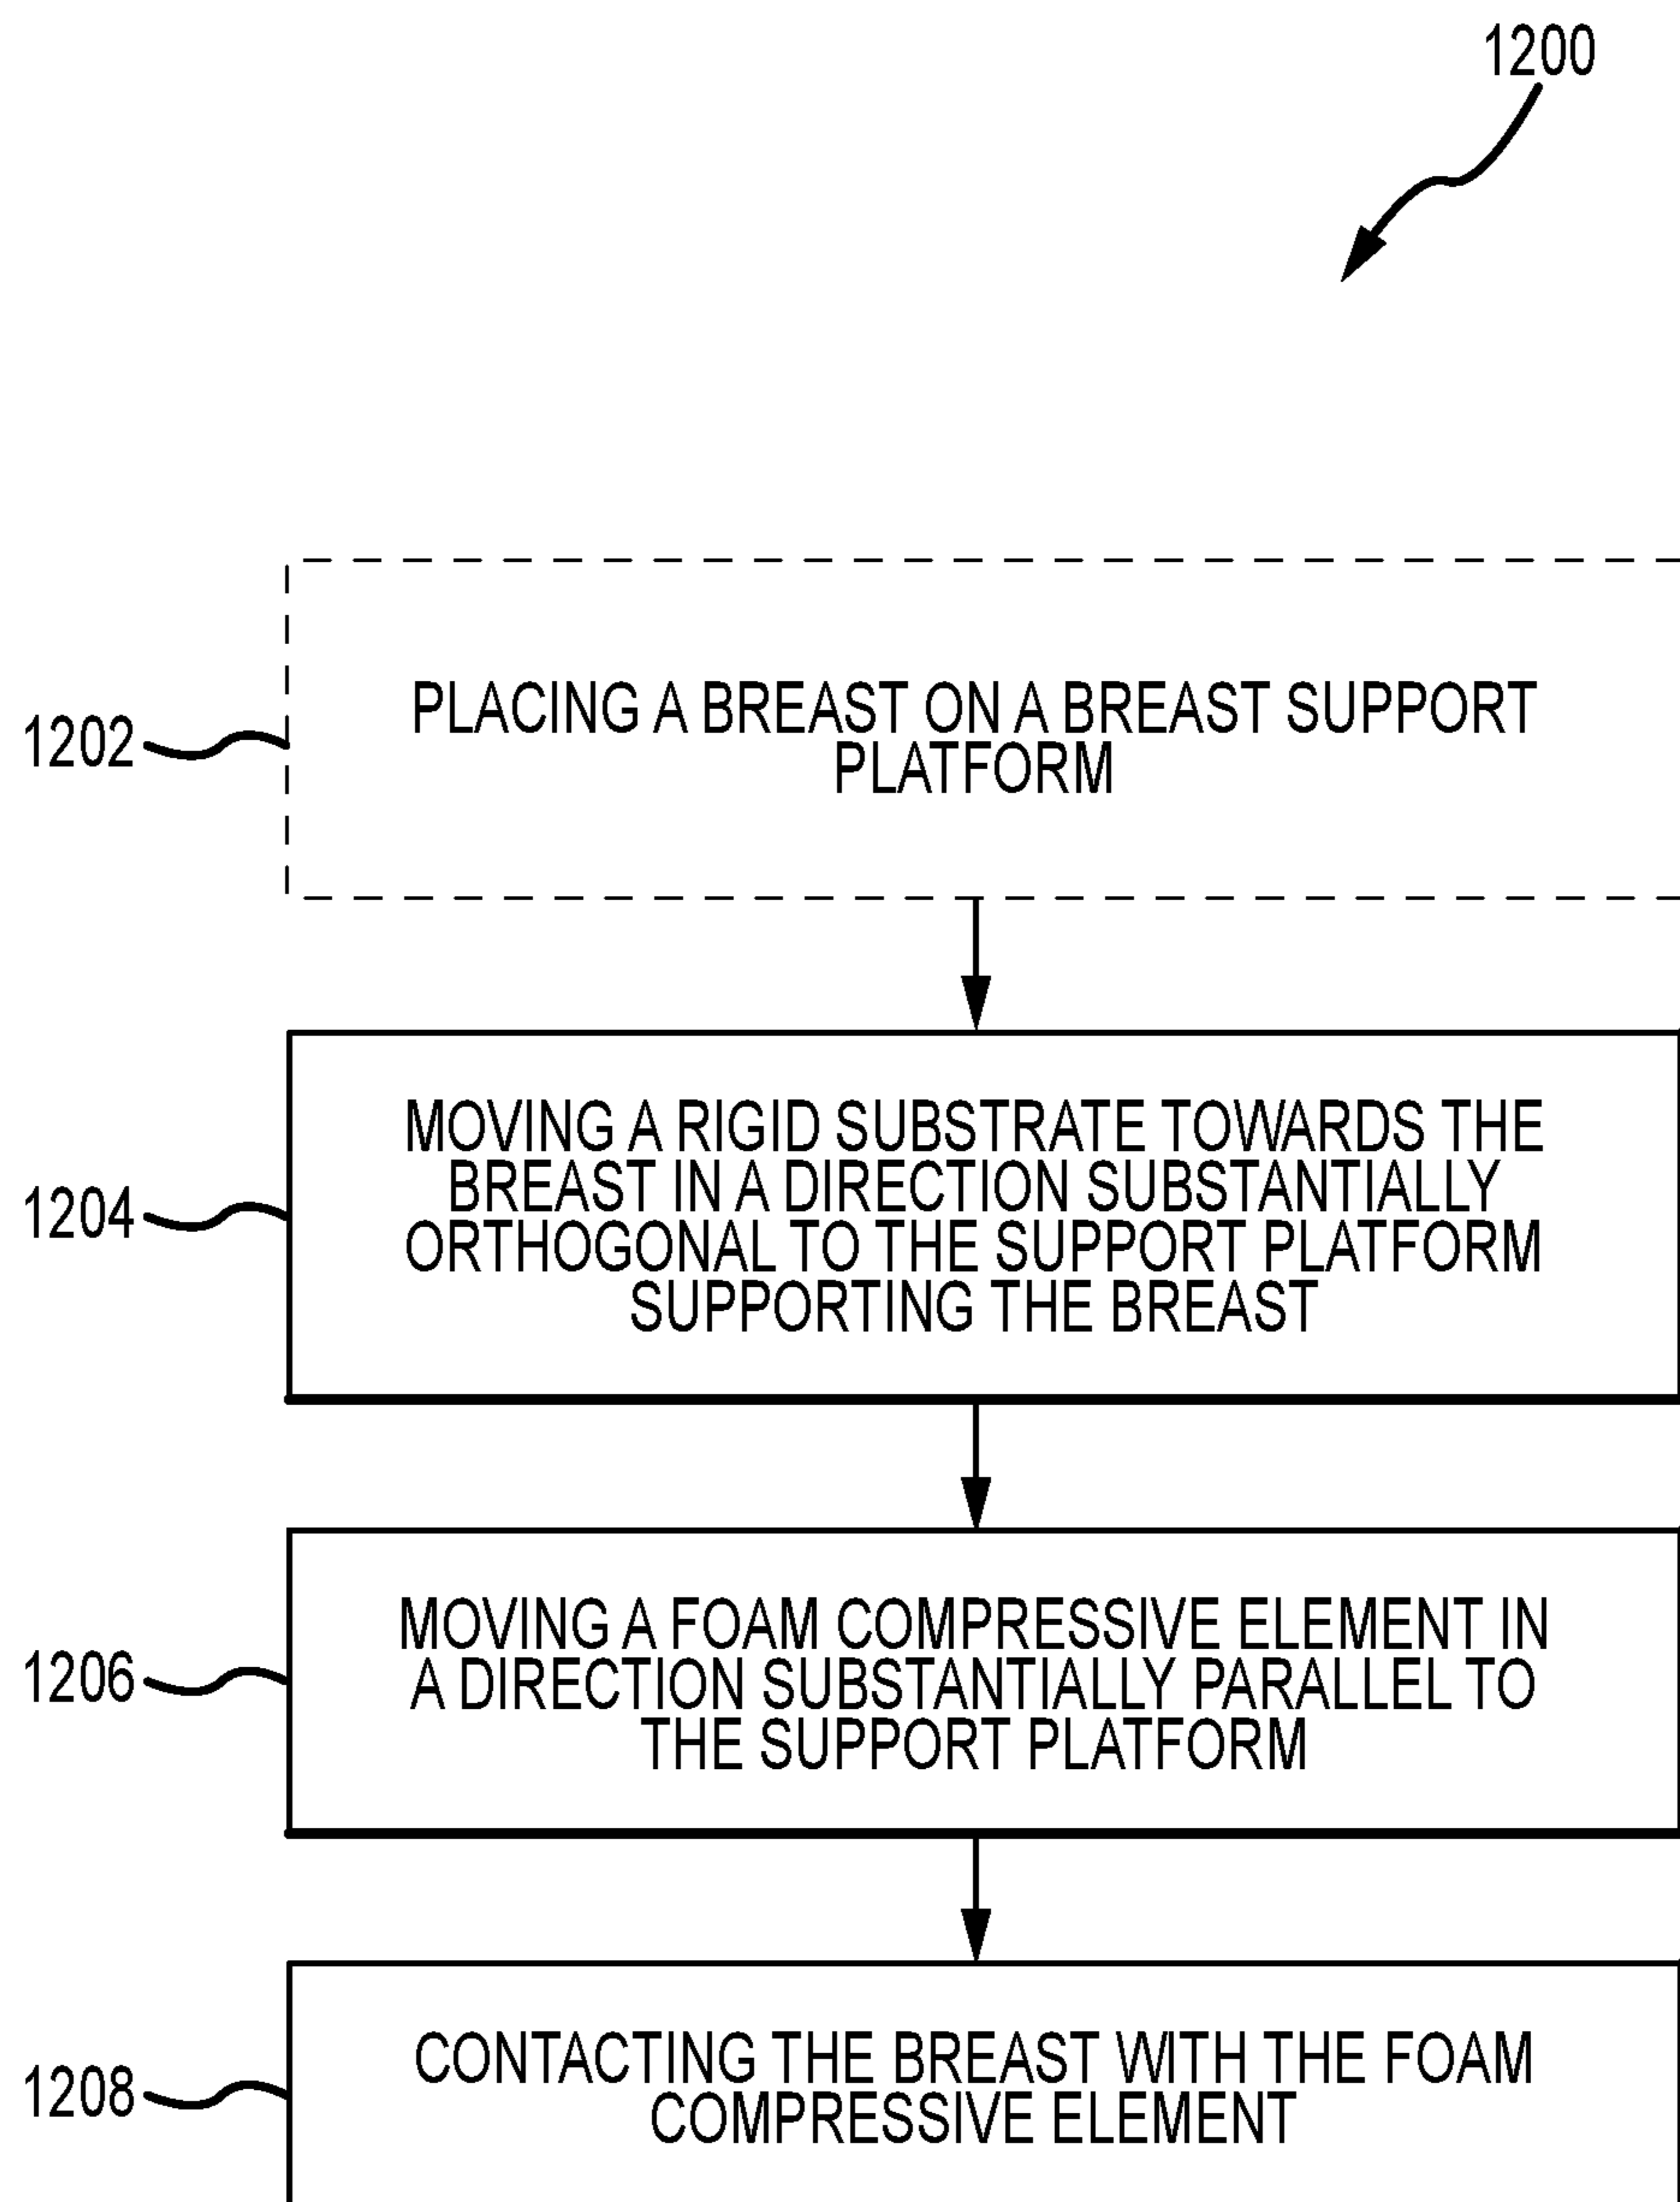 1200
1202
PLACING A BREAST ON A BREAST SUPPORT
PLATFORM
1204
MOVING A RIGID SUBSTRATE TOWARDS THE
BREAST IN A DIRECTION SUBSTANTIALLY
ORTHOGONAL TO THE SUPPORT PLATFORM
SUPPORTING THE BREAST
1206
MOVING A FOAM COMPRESSIVE ELEMENT IN
A DIRECTION SUBSTANTIALLY PARALLEL TO
THE SUPPORT PLATFORM
1208
CONTACTING THE BREAST WITH THE FOAM
COMPRESSIVE ELEMENT